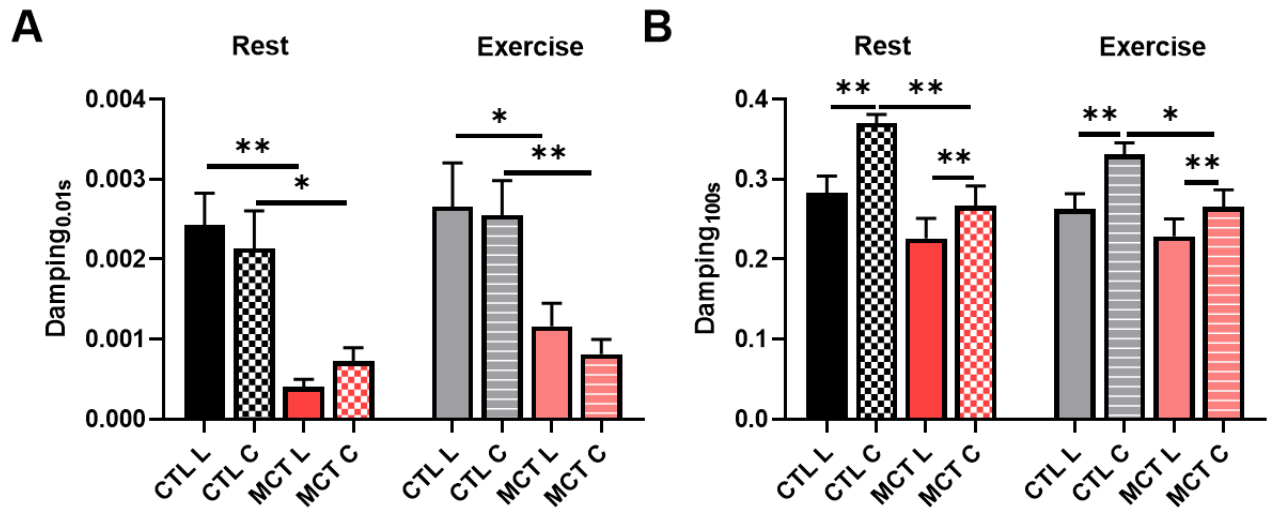 A
Rest
Exercise
Damping0.01s
0.004
0.003
0.002
0.001
0.000
**
*
*
**
CTL L
CTL C
MCT L
MCT C
CTL L
CTL C
MCT L
MCT C
B
Rest
Exercise
Damping100s
0.4
0.3
0.2
0.1
0.0
**
**
**
**
*
**
CTL L
CTL C
MCT L
MCT C
CTL L
CTL C
MCT L
MCT C